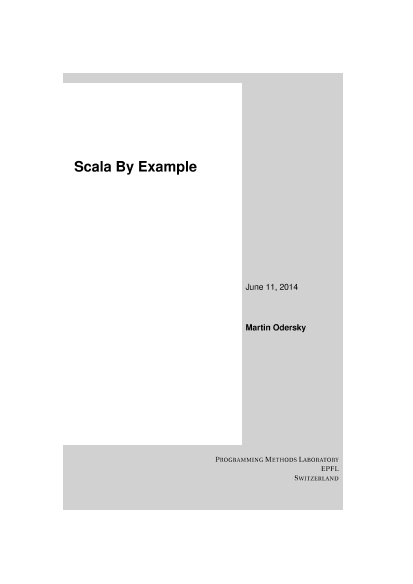 Scala By Example
June 11, 2014
Martin Odersky
PROGRAMMING METHODS LABORATORY
EPFL
SWITZERLAND